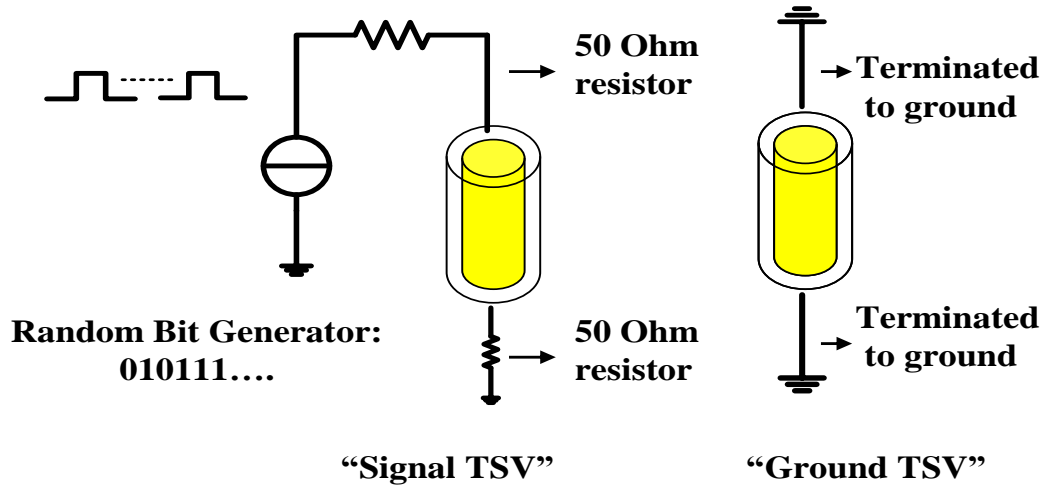 50 Ohm
resistor
Terminated
to ground
Random Bit Generator:
010111....
50 Ohm
resistor
Terminated
to ground
“Signal TSV”
“Ground TSV”